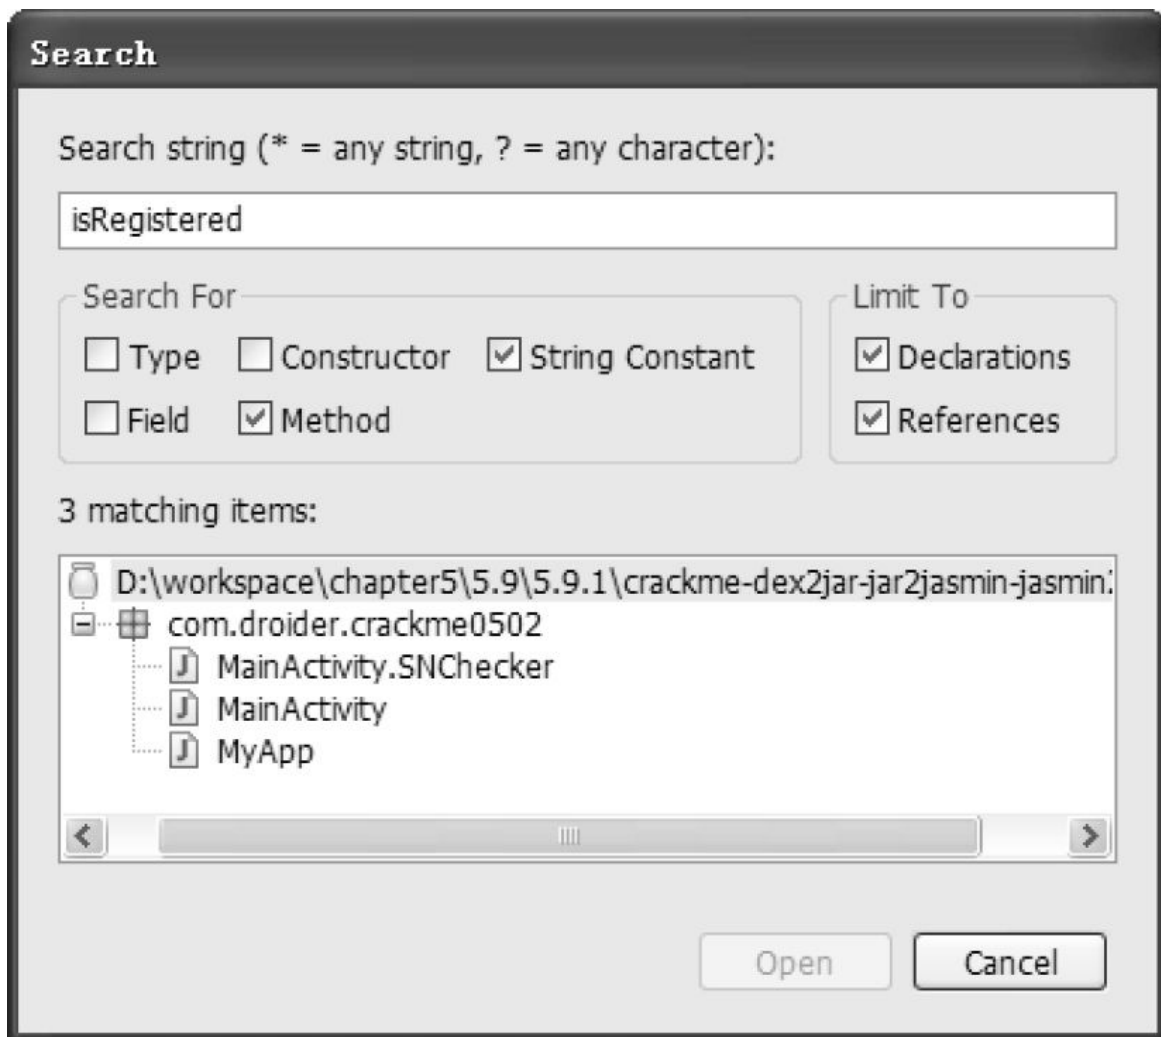 Search
Search string (* = any string, ? = any character):
isRegistered
Search For
Limit To
Type Constructor String Constant
Declarations
Field Method
References
3 matching items:
D:\workspace\chapter5\5.9\5.9.1\crackme-dex2jar-jar2jasmin-jasmin
com.droider.crackme0502
MainActivity.SNChecker
MainActivity
MyApp
Open Cancel